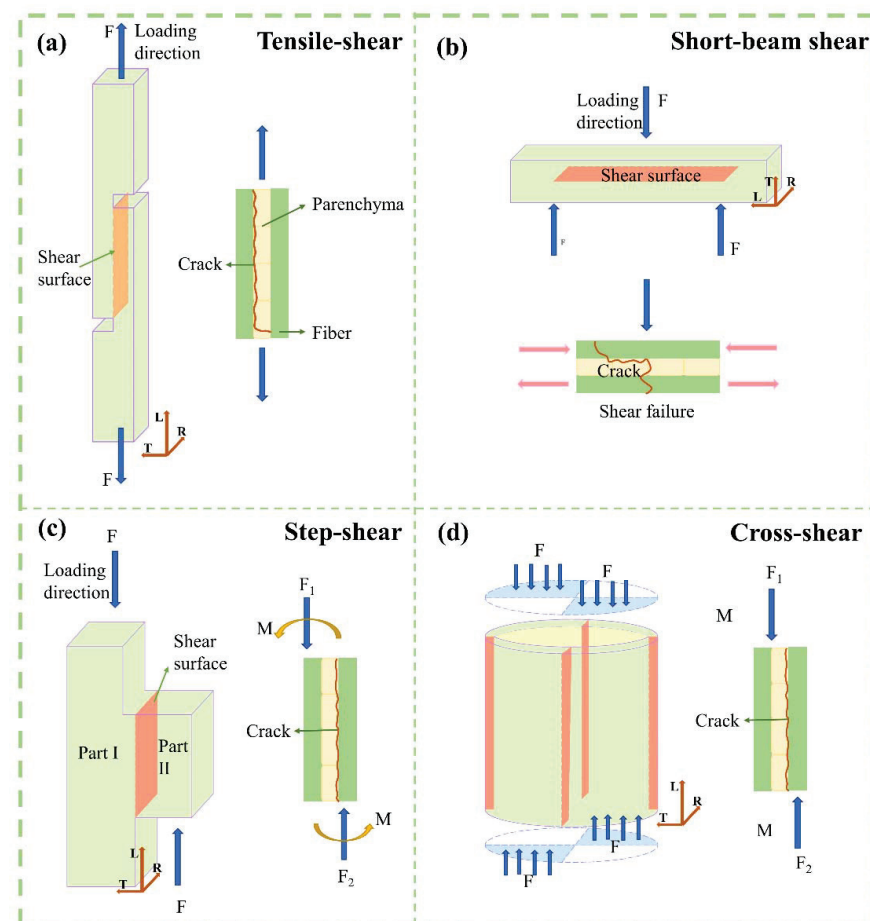 (a)
F
Loading
direction
Tensile-shear
Parenchyma
Shear
surface
Crack
Fiber
L
R
T
F
(b)
Short-beam shear
Loading
direction
F
Shear surface
T
R
L
F
F
Crack
Shear failure
(c)
Step-shear
F
Loading
direction
F1
M
Shear
surface
Crack
Part I
Part
II
M
L
R
T
F
F2
(d)
Cross-shear
F
F1
M
Crack
L
R
T
F
M
F
F2